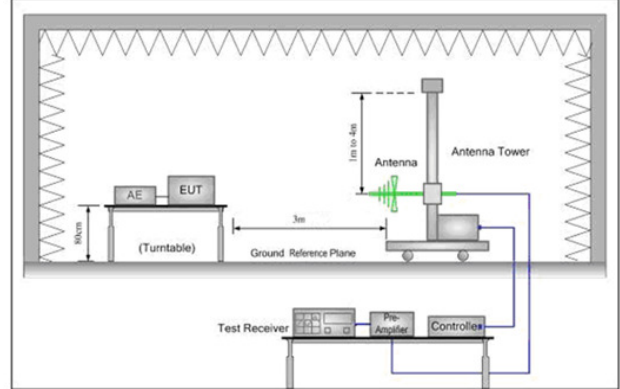 1m to 4m
Antenna
Antenna Tower
AE
EUT
80cm
(Turntable)
3m
Ground Reference Plane
Test Receiver
Pre-
Amplifier
Controller